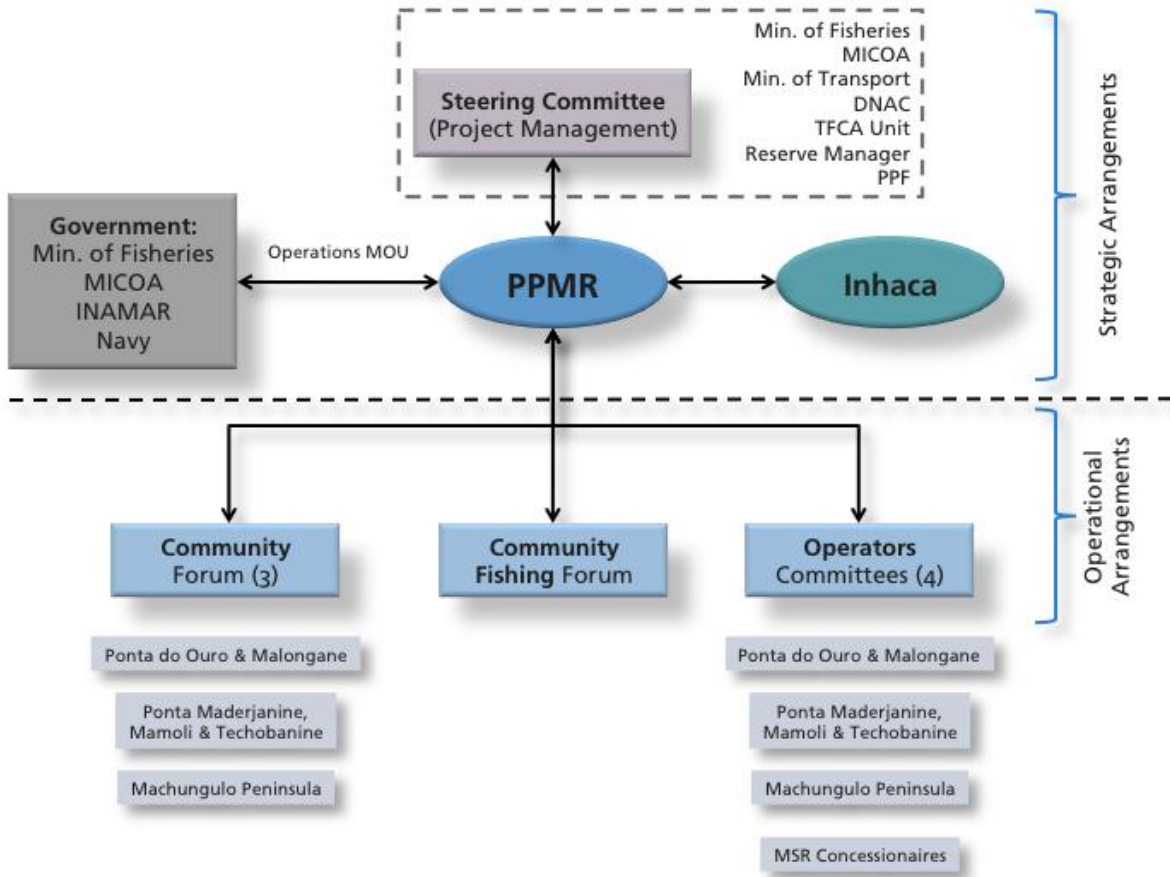 Min. of Fisheries
MICOA
Min. of Transport
DNAC
TFCA Unit
Reserve Manager
PPF
Steering Committee
(Project Management)
Strategic Arrangements
Government:
Min. of Fisheries
MICOA
INAMAR
Navy
Operations MOU
PPMR
Inhaca
Operational
Arrangements
Community
Forum (3)
Community
Fishing Forum
Operators
Committees (4)
Ponta do Ouro & Malongane
Ponta Maderjanine,
Mamoli & Techobanine
Machungulo Peninsula
Ponta do Ouro & Malongane
Ponta Maderjanine,
Mamoli & Techobanine
Machungulo Peninsula
MSR Concessionaires